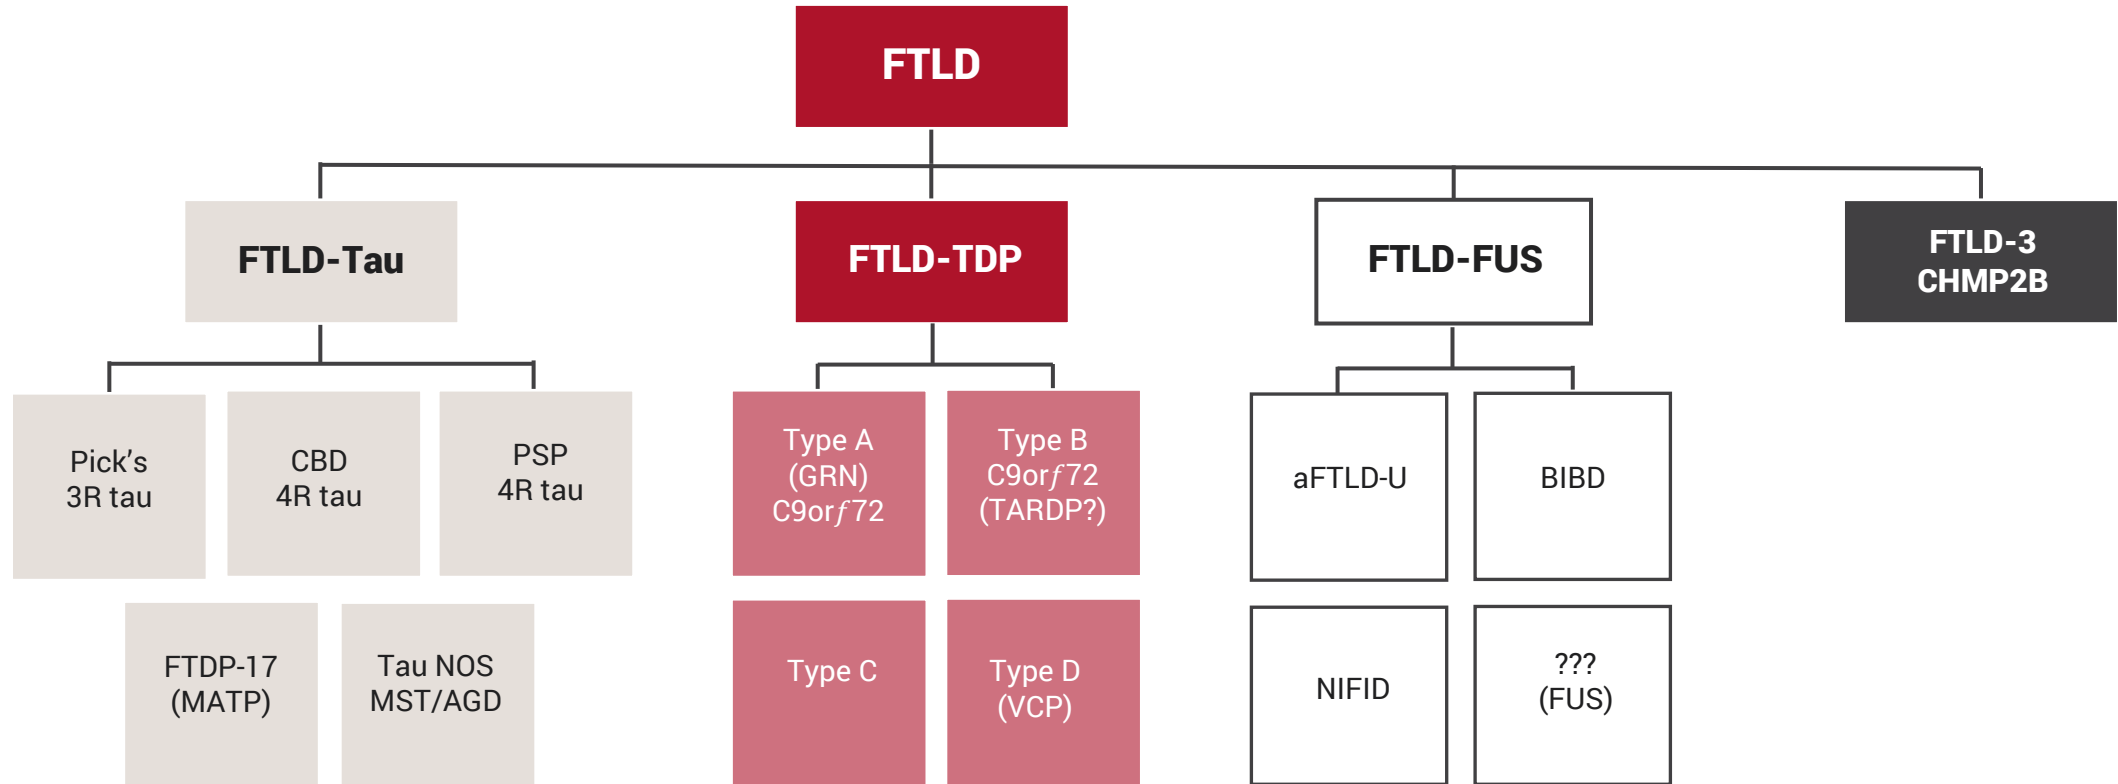 FTLD
FTLD-Tau
FTLD-TDP
FTLD-FUS
FTLD-3
CHMP2B
Pick’s
3R tau
CBD
4R tau
PSP
4R tau
Type A
(GRN)
C9orf72
Type B
C9orf72
(TARDP?)
aFTLD-U
BIBD
FTDP-17
(MATP)
Tau NOS
MST/AGD
Type C
Type D
(VCP)
NIFID
???
(FUS)